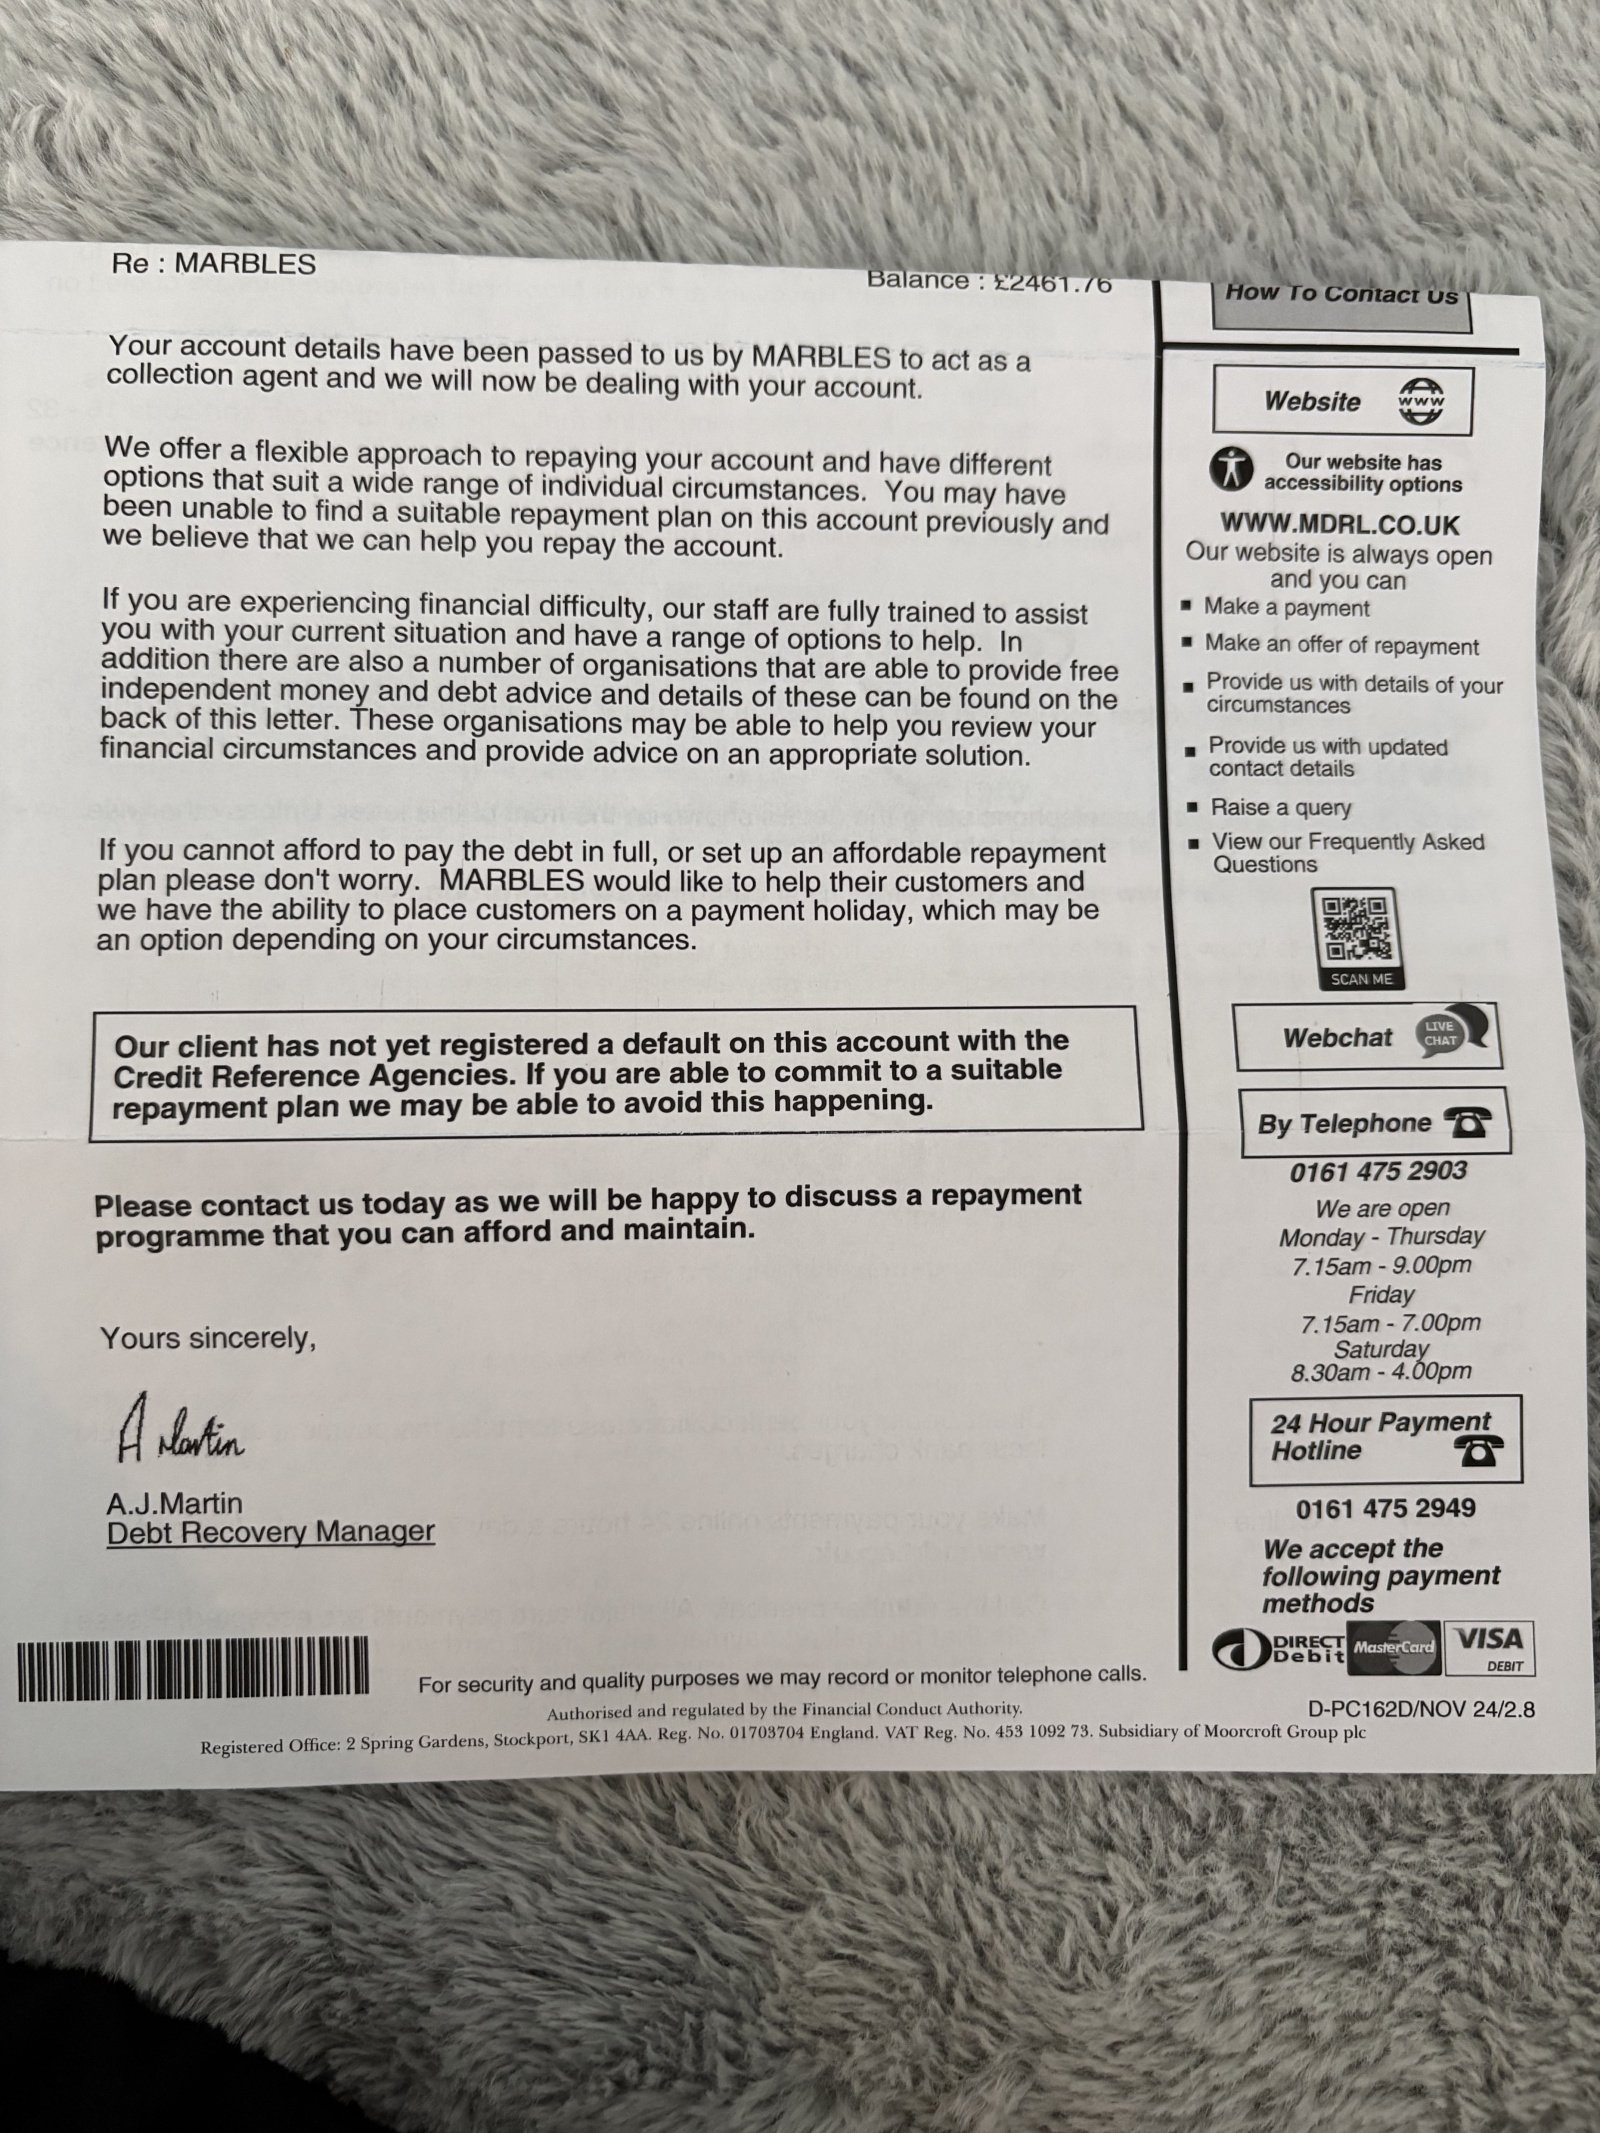 Re : MARBLES
Balance : £2461.76
Your account details have been passed to us by MARBLES to act as a
collection agent and we will now be dealing with your account.
We offer a flexible approach to repaying your account and have different
options that suit a wide range of individual circumstances.  You may have
been unable to find a suitable repayment plan on this account previously and
we believe that we can help you repay the account.
If you are experiencing financial difficulty, our staff are fully trained to assist
you with your current situation and have a range of options to help.  In
addition there are also a number of organisations that are able to provide free
independent money and debt advice and details of these can be found on the
back of this letter. These organisations may be able to help you review your
financial circumstances and provide advice on an appropriate solution.
If you cannot afford to pay the debt in full, or set up an affordable repayment
plan please don't worry.  MARBLES would like to help their customers and
we have the ability to place customers on a payment holiday, which may be
an option depending on your circumstances.
Our client has not yet registered a default on this account with the
Credit Reference Agencies. If you are able to commit to a suitable
repayment plan we may be able to avoid this happening.
Please contact us today as we will be happy to discuss a repayment
programme that you can afford and maintain.
Yours sincerely,
A Martin
A.J.Martin
Debt Recovery Manager
How To Contact Us
Website
www
Our website has
accessibility options
WWW.MDRL.CO.UK
Our website is always open
and you can
▪ Make a payment
▪ Make an offer of repayment
▪ Provide us with details of your
circumstances
▪ Provide us with updated
contact details
▪ Raise a query
▪ View our Frequently Asked
Questions
SCAN ME
Webchat
LIVE
CHAT
By Telephone
0161 475 2903
We are open
Monday - Thursday
7.15am - 9.00pm
Friday
7.15am - 7.00pm
Saturday
8.30am - 4.00pm
24 Hour Payment
Hotline
0161 475 2949
We accept the
following payment
methods
DIRECT
Debit
MasterCard
VISA
DEBIT
For security and quality purposes we may record or monitor telephone calls.
Authorised and regulated by the Financial Conduct Authority.
D-PC162D/NOV 24/2.8
Registered Office: 2 Spring Gardens, Stockport, SK1 4AA. Reg. No. 01703704 England. VAT Reg. No. 453 1092 73. Subsidiary of Moorcroft Group plc